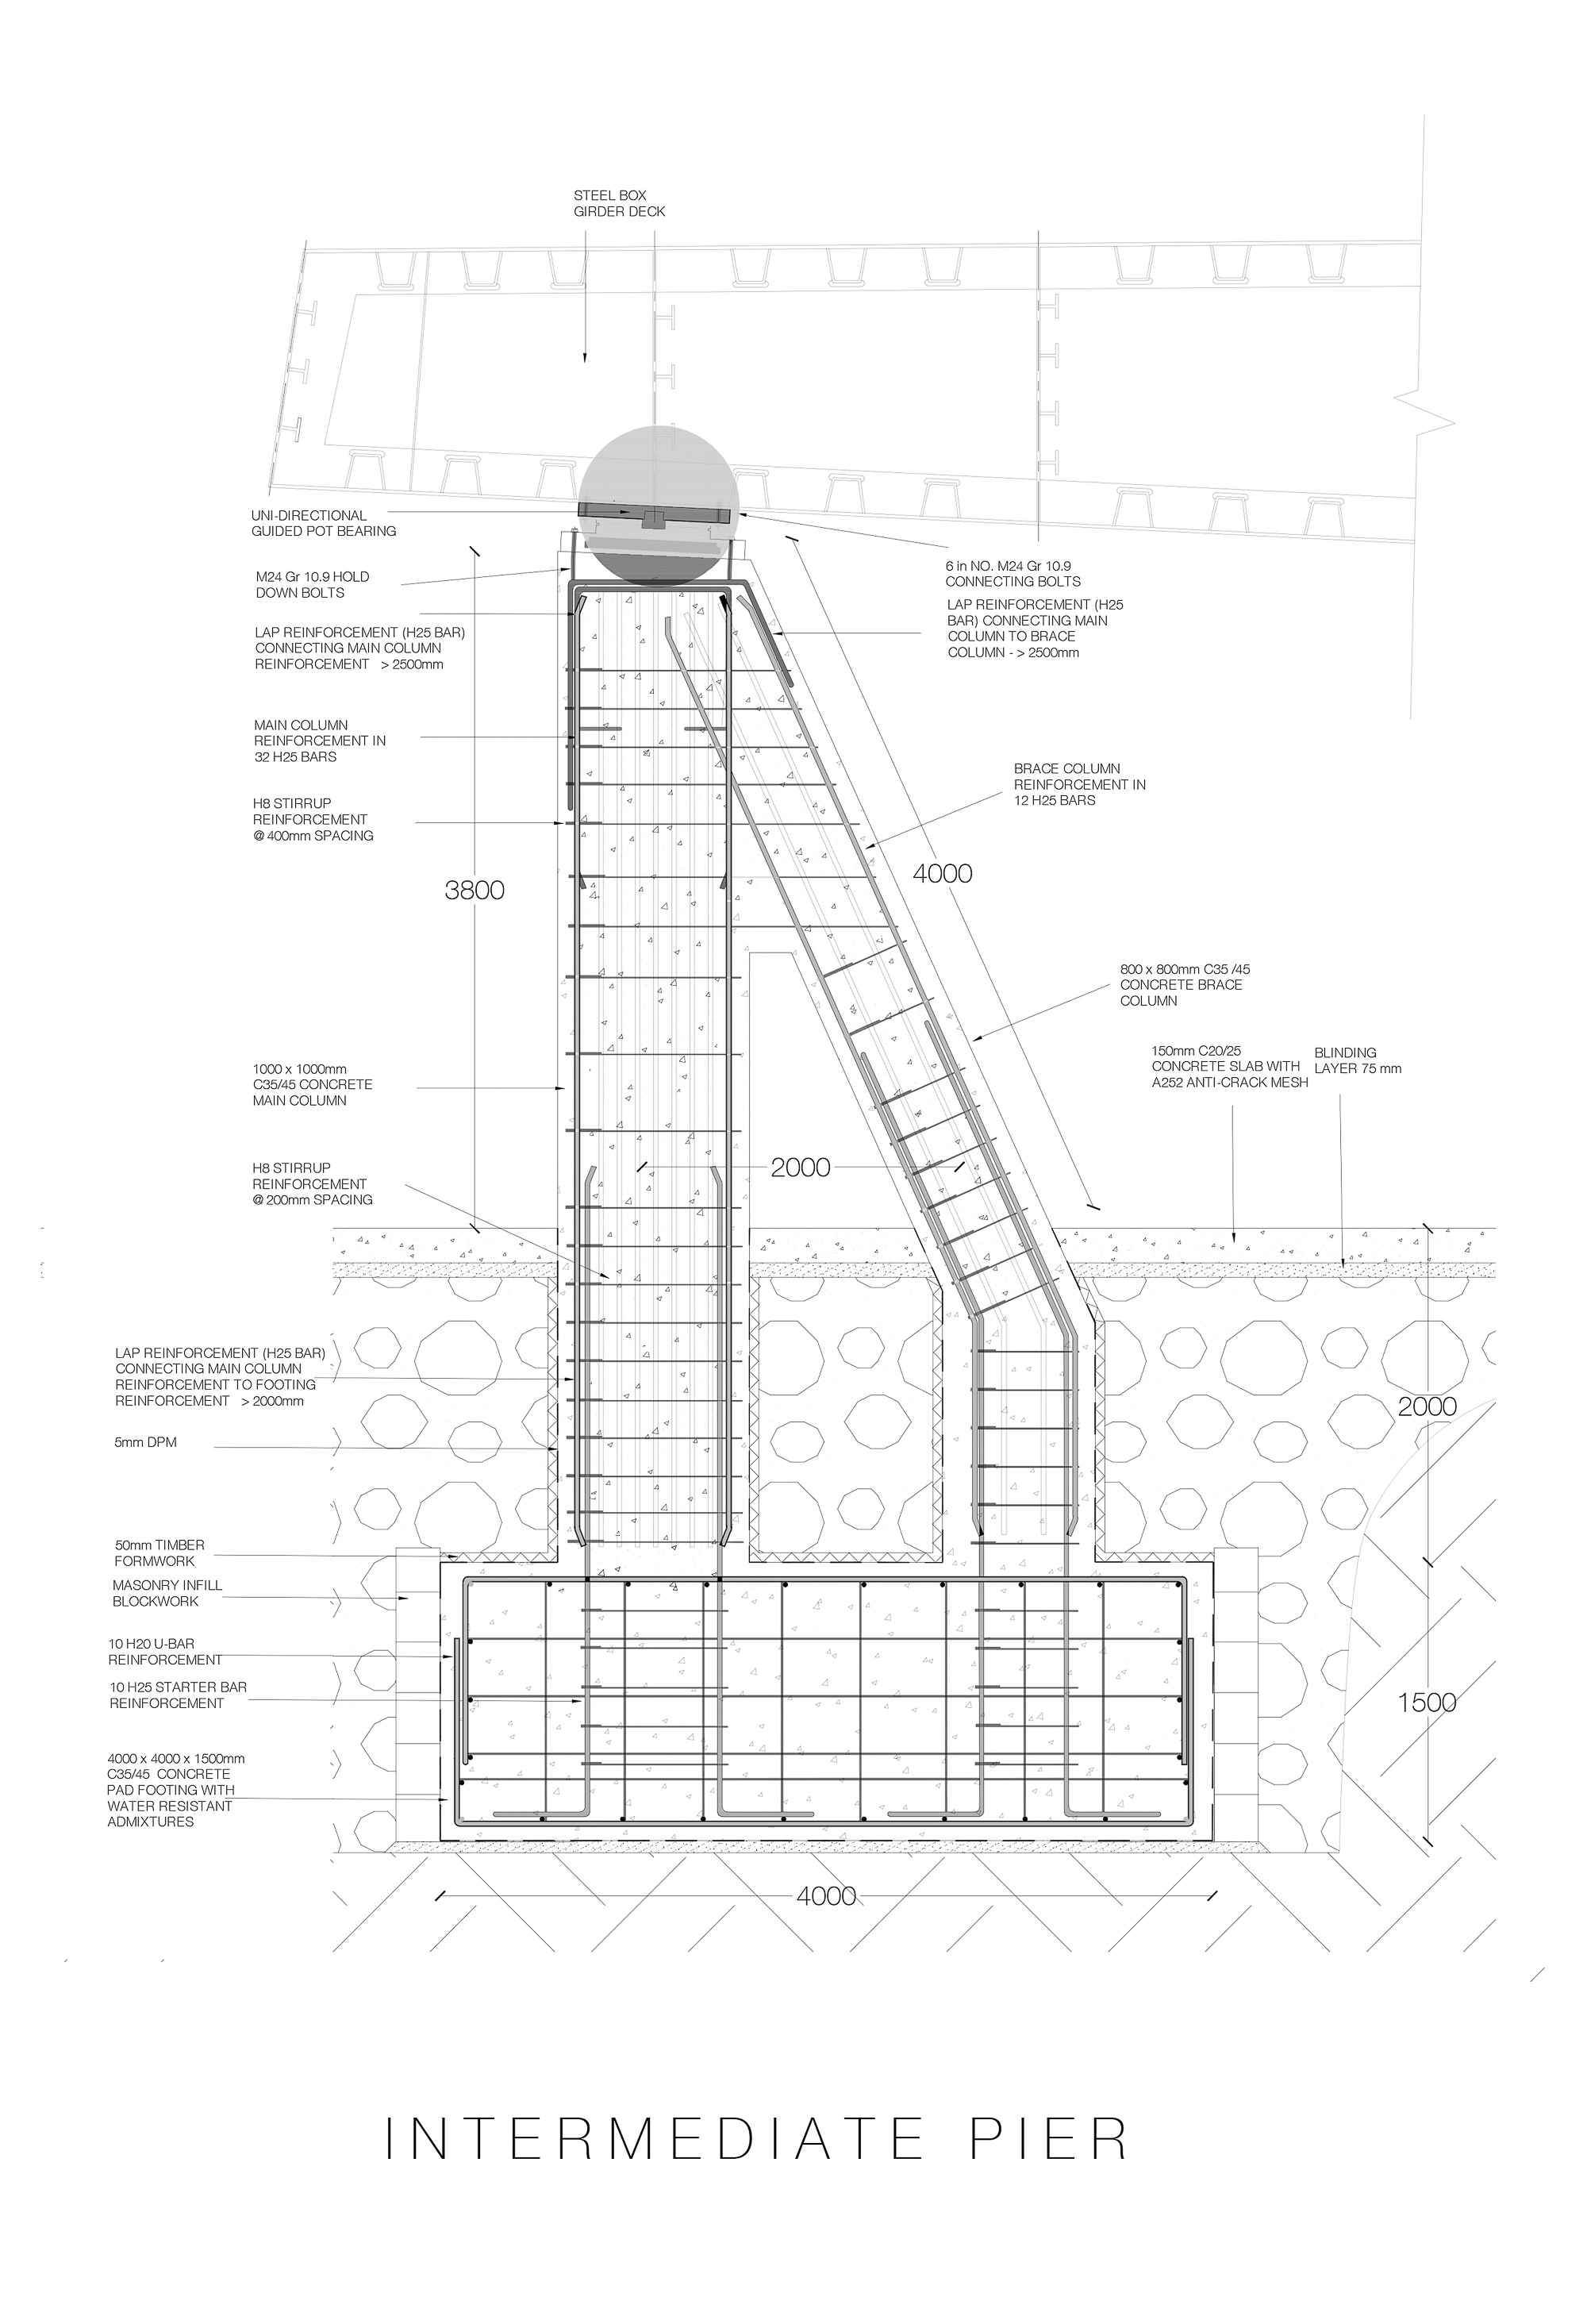 STEEL BOX
GIRDER DECK
UNI-DIRECTIONAL
GUIDED POT BEARING
M24 Gr 10.9 HOLD
DOWN BOLTS
6 in NO. M24 Gr 10.9
CONNECTING BOLTS
LAP REINFORCEMENT (H25
BAR) CONNECTING MAIN
COLUMN TO BRACE
COLUMN - > 2500mm
LAP REINFORCEMENT (H25 BAR)
CONNECTING MAIN COLUMN
REINFORCEMENT > 2500mm
MAIN COLUMN
REINFORCEMENT IN
32 H25 BARS
BRACE COLUMN
REINFORCEMENT IN
12 H25 BARS
H8 STIRRUP
REINFORCEMENT
@ 400mm SPACING
3800
4000
800 x 800mm C35 /45
CONCRETE BRACE
COLUMN
150mm C20/25
CONCRETE SLAB WITH
A252 ANTI-CRACK MESH
BLINDING
LAYER 75 mm
1000 x 1000mm
C35/45 CONCRETE
MAIN COLUMN
H8 STIRRUP
REINFORCEMENT
@ 200mm SPACING
2000
LAP REINFORCEMENT (H25 BAR)
CONNECTING MAIN COLUMN
REINFORCEMENT TO FOOTING
REINFORCEMENT > 2000mm
2000
5mm DPM
50mm TIMBER
FORMWORK
MASONRY INFILL
BLOCKWORK
10 H20 U-BAR
REINFORCEMENT
10 H25 STARTER BAR
REINFORCEMENT
1500
4000 x 4000 x 1500mm
C35/45 CONCRETE
PAD FOOTING WITH
WATER RESISTANT
ADMIXTURES
4000
INTERMEDIATE PIER